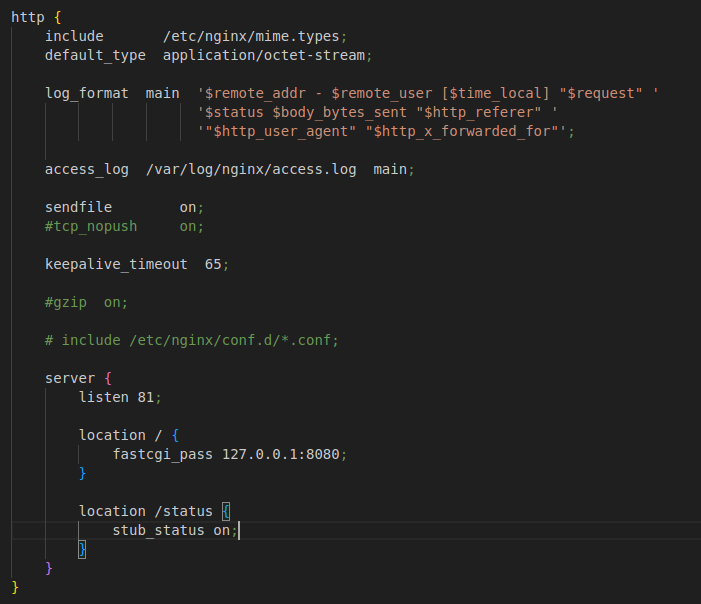 http {
    include       /etc/nginx/mime.types;
    default_type  application/octet-stream;
    log_format  main  '$remote_addr - $remote_user [$time_local] "$request" '
                      '$status $body_bytes_sent "$http_referer" '
                      '"$http_user_agent" "$http_x_forwarded_for"';
    access_log  /var/log/nginx/access.log  main;
    sendfile        on;
    #tcp_nopush     on;
    keepalive_timeout  65;
    #gzip  on;
    # include /etc/nginx/conf.d/*.conf;
    server {
        listen 81;
        location / {
            fastcgi_pass 127.0.0.1:8080;
        }
        location /status {
            stub_status on;
        }
    }
}